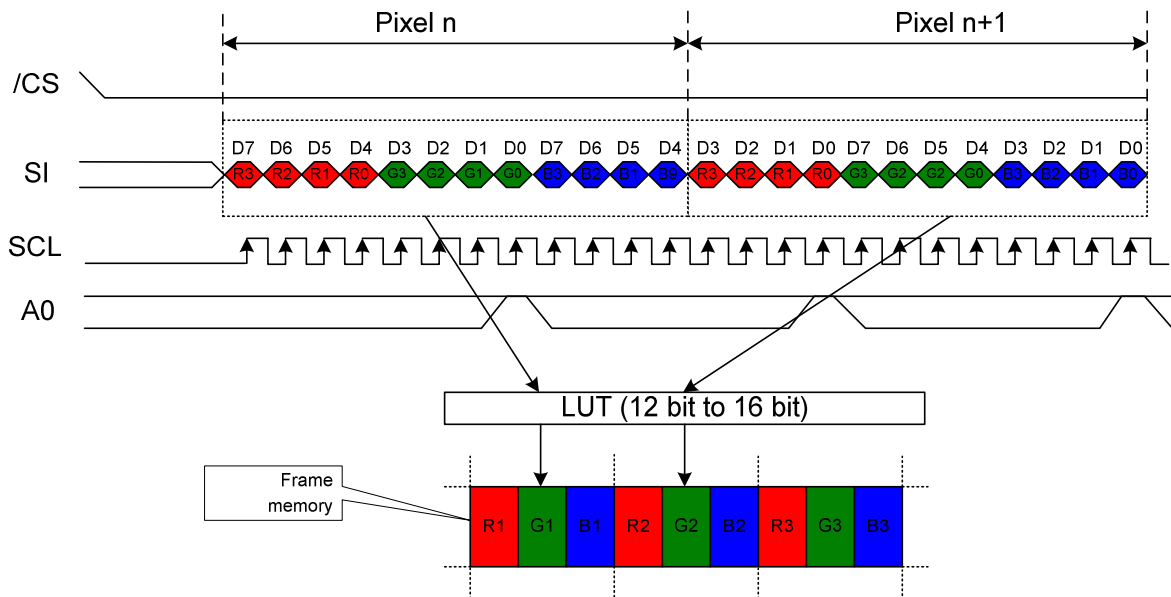 Pixel n Pixel n+1
/CS
D7 D6 D5 D4 D3 D2 D1 D0 D7 D6 D5 D4 D3 D2 D1 D0 D7 D6 D5 D4 D3 D2 D1 D0
SI R3 R2 R1 R0 G3 G2 G1 G0 B3 B2 B1 B9 R3 R2 R1 R0 G3 G2 G2 G0 B3 B2 B1 B0
SCL
A0
LUT (12 bit to 16 bit)
Frame
memory
R1 G1 B1 R2 G2 B2 R3 G3 B3